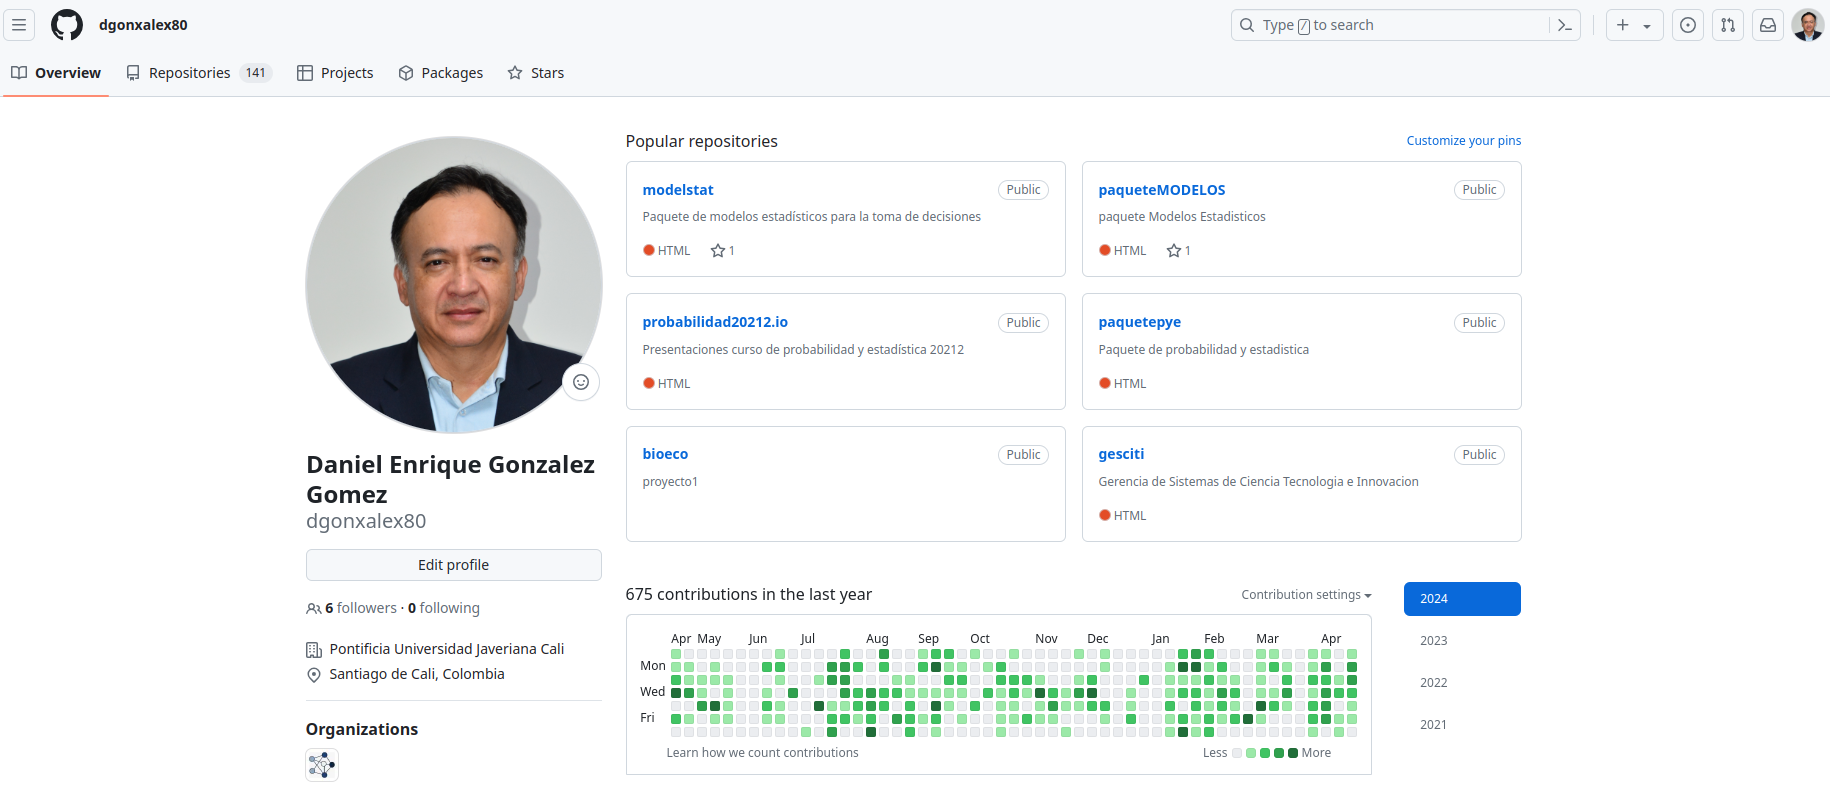 dgonxalex80
Type / to search
Overview
Repositories 141
Projects
Packages
Stars
Daniel Enrique Gonzalez
Gomez
dgonxalex80
Edit profile
6 followers · 0 following
Pontificia Universidad Javeriana Cali
Santiago de Cali, Colombia
Organizations
Popular repositories
Customize your pins
modelstat
Public
Paquete de modelos estadísticos para la toma de decisiones
HTML
1
paqueteMODELOS
Public
paquete Modelos Estadisticos
HTML
1
probabilidad20212.io
Public
Presentaciones curso de probabilidad y estadística 20212
HTML
paquetepye
Public
Paquete de probabilidad y estadistica
HTML
bioeco
Public
proyecto1
gesciti
Public
Gerencia de Sistemas de Ciencia Tecnologia e Innovacion
HTML
675 contributions in the last year
Contribution settings
Apr May Jun Jul Aug Sep Oct Nov Dec Jan Feb Mar Apr
Mon
Wed
Fri
Learn how we count contributions
Less
More
2024
2023
2022
2021